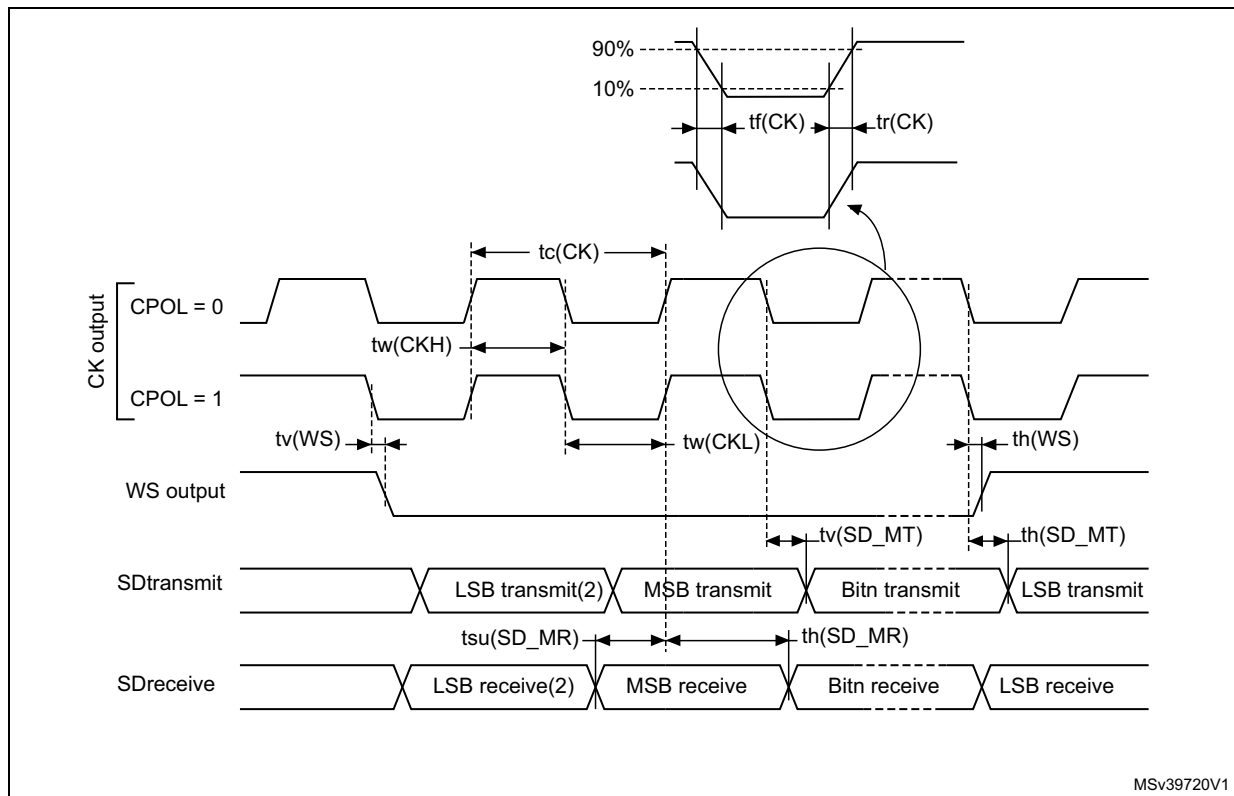 90%
10%
tf(CK)
tr(CK)
tc(CK)
CK output
CPOL = 0
tw(CKH)
CPOL = 1
tv(WS)
tw(CKL)
th(WS)
WS output
tv(SD_MT)
th(SD_MT)
SDtransmit
LSB transmit(2)
MSB transmit
Bitn transmit
LSB transmit
tsu(SD_MR)
th(SD_MR)
SDreceive
LSB receive(2)
MSB receive
Bitn receive
LSB receive
MSv39720V1